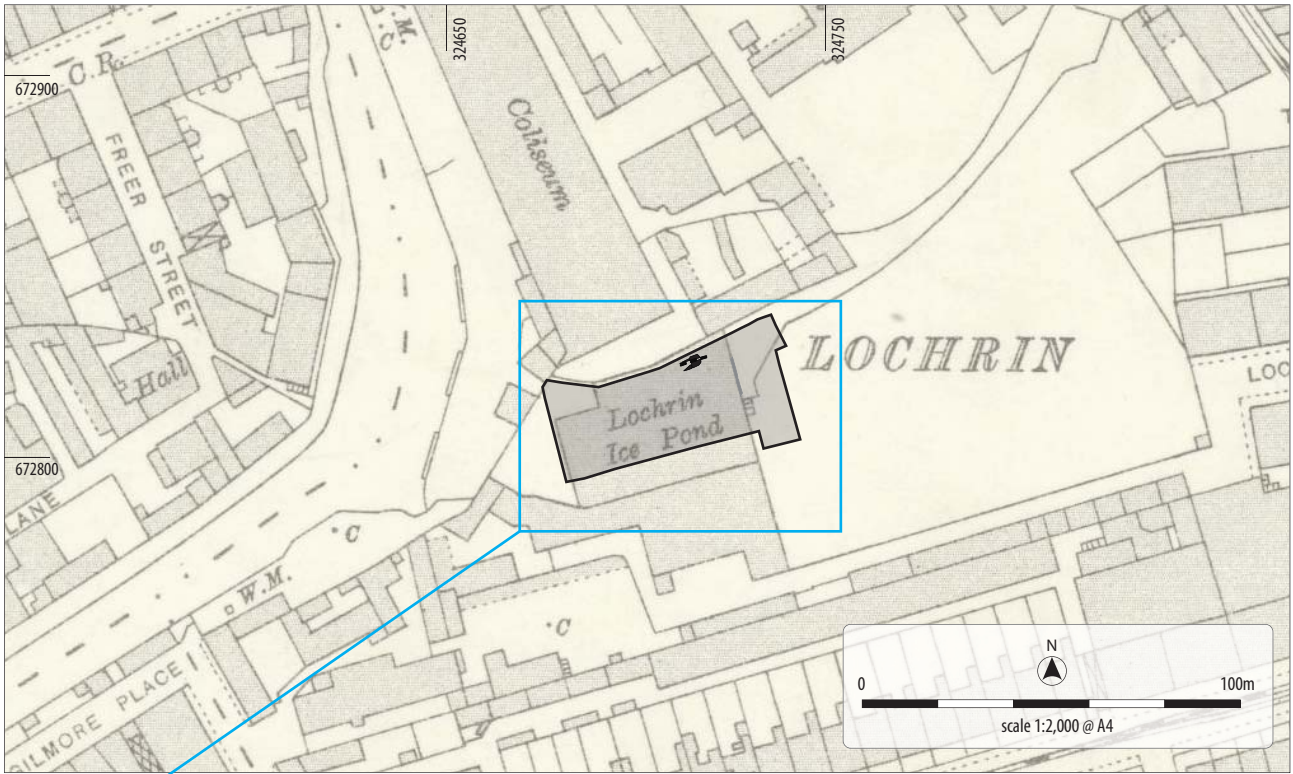 324650
324750
672900
C.P.
M.
C
Coliseum
FREER
STREET
Hall
LOCHRIN
Lochrin
Ice Pond
LOC
672800
LANE
C
W.M.
C
GILMORE PLACE
N
0
100m
scale 1:2,000 @ A4